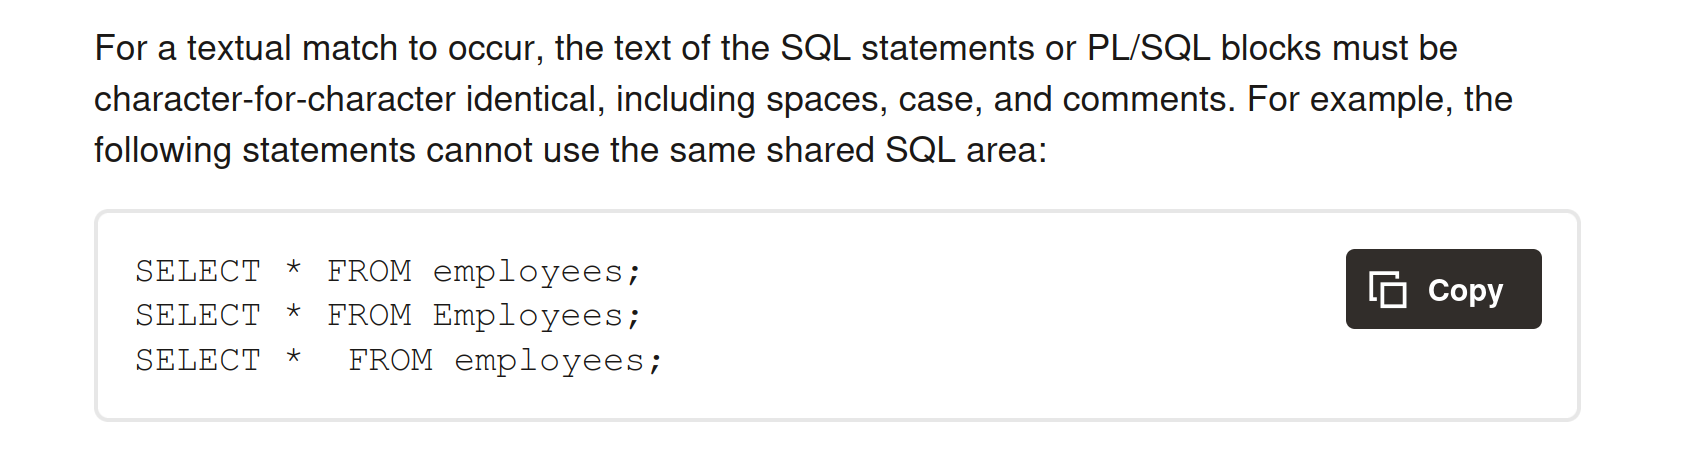 For a textual match to occur, the text of the SQL statements or PL/SQL blocks must be
character-for-character identical, including spaces, case, and comments. For example, the
following statements cannot use the same shared SQL area:
SELECT * FROM employees;
SELECT * FROM Employees;
SELECT *  FROM employees;
Copy